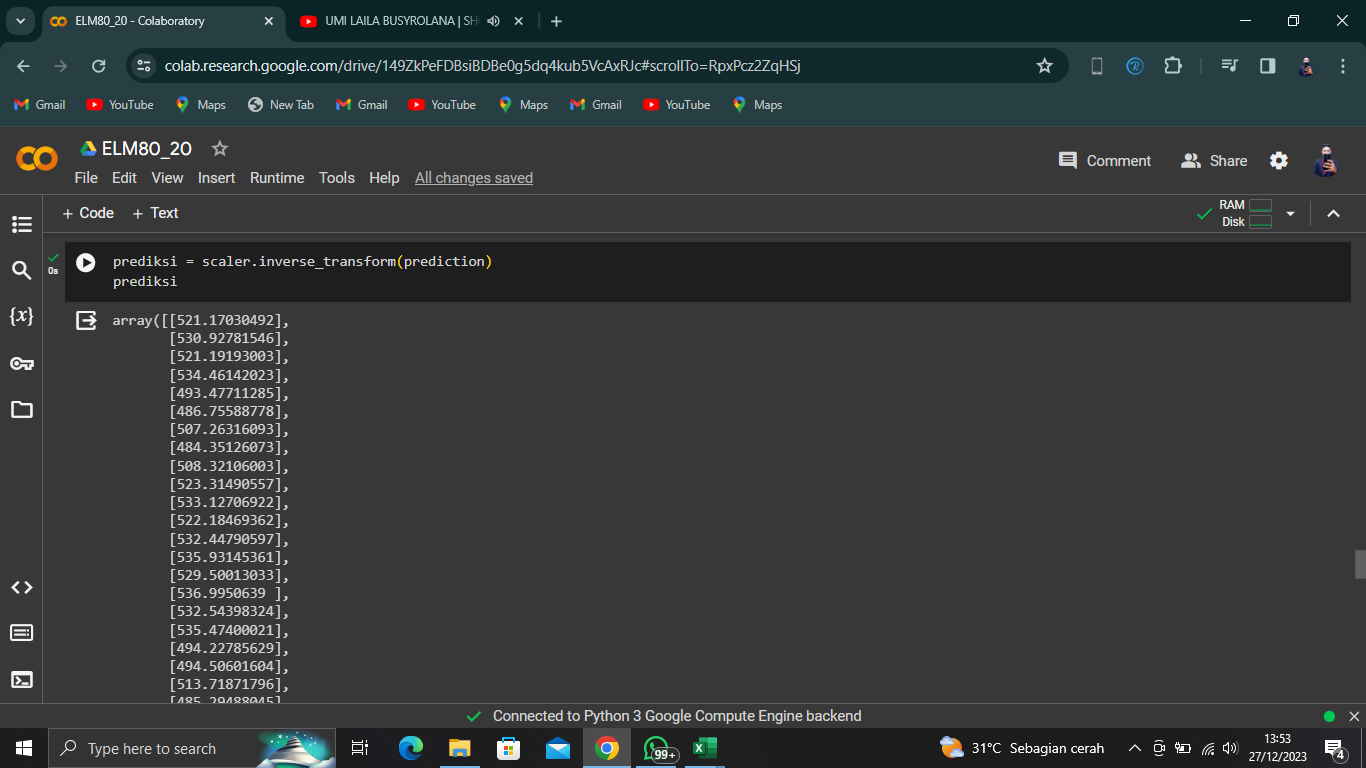 ELM80_20 - Colaboratory
UMI LAILA BUSYROLANA | SH
colab.research.google.com/drive/149ZkPeFDBsiBDBe0g5dq4kub5VcAxRJc#scrollTo=RpxPcz2ZqHSj
Gmail YouTube Maps New Tab Gmail YouTube Maps Gmail YouTube Maps
ELM80_20
Comment Share
File Edit View Insert Runtime Tools Help All changes saved
+ Code + Text
RAM
Disk
0s
prediksi = scaler.inverse_transform(prediction)
prediksi
array([[521.17030492],
[530.92781546],
[521.19193003],
[534.46142023],
[493.47711285],
[486.75588778],
[507.26316093],
[484.35126073],
[508.32106003],
[523.31490557],
[533.12706922],
[522.18469362],
[532.44790597],
[535.93145361],
[529.50013033],
[536.9950639 ],
[532.54398324],
[535.47400021],
[494.22785629],
[494.50601604],
[513.71871796],
[485.29488045],
{x}
Connected to Python 3 Google Compute Engine backend
Type here to search
99+
31°C Sebagian cerah
13:53
27/12/2023
4